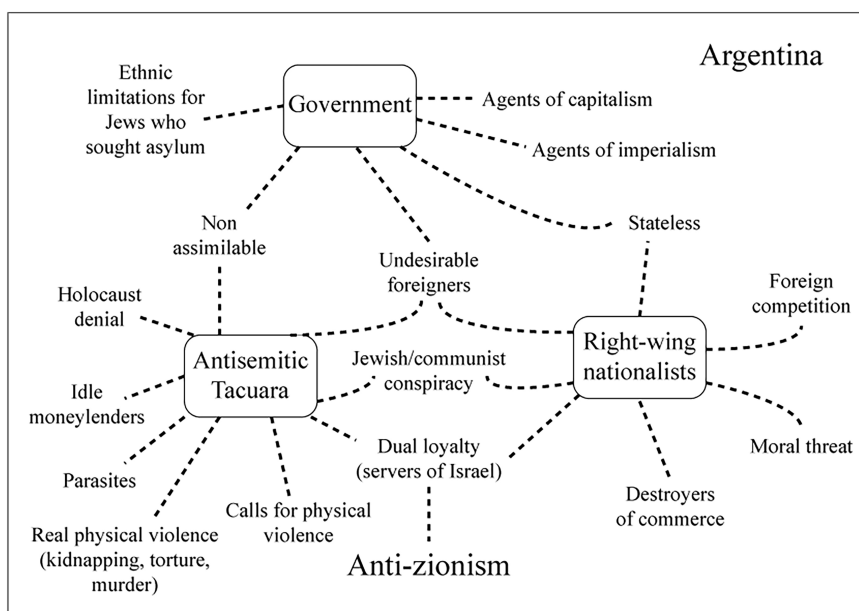 Argentina
Ethnic
limitations for
Jews who
sought asylum
Government
Agents of capitalism
Agents of imperialism
Non
assimilable
Undesirable
foreigners
Stateless
Holocaust
denial
Foreign
competition
Antisemitic
Tacuara
Jewish/communist
conspiracy
Right-wing
nationalists
Idle
moneylenders
Moral threat
Parasites
Dual loyalty
(servers of Israel)
Destroyers
of commerce
Real physical violence
(kidnapping, torture,
murder)
Calls for physical
violence
Anti-zionism